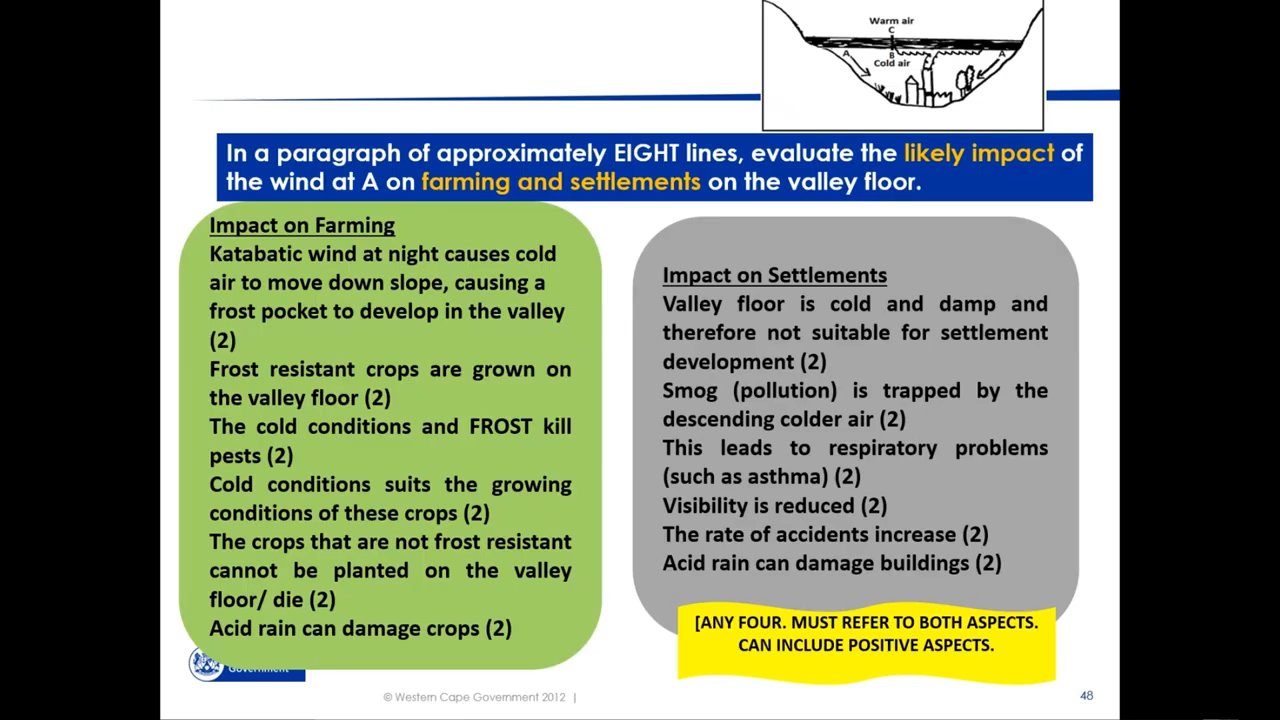 Warm air
C
A
B
A
Cold air
In a paragraph of approximately EIGHT lines, evaluate the likely impact of
the wind at A on farming and settlements on the valley floor.
Impact on Farming
Katabatic wind at night causes cold
air to move down slope, causing a
frost pocket to develop in the valley
(2)
Frost resistant crops are grown on
the valley floor (2)
The cold conditions and FROST kill
pests (2)
Cold conditions suits the growing
conditions of these crops (2)
The crops that are not frost resistant
cannot be planted on the valley
floor/ die (2)
Acid rain can damage crops (2)
Impact on Settlements
Valley floor is cold and damp and
therefore not suitable for settlement
development (2)
Smog (pollution) is trapped by the
descending colder air (2)
This leads to respiratory problems
(such as asthma) (2)
Visibility is reduced (2)
The rate of accidents increase (2)
Acid rain can damage buildings (2)
[ANY FOUR. MUST REFER TO BOTH ASPECTS.
CAN INCLUDE POSITIVE ASPECTS.
Government
© Western Cape Government 2012 |
48